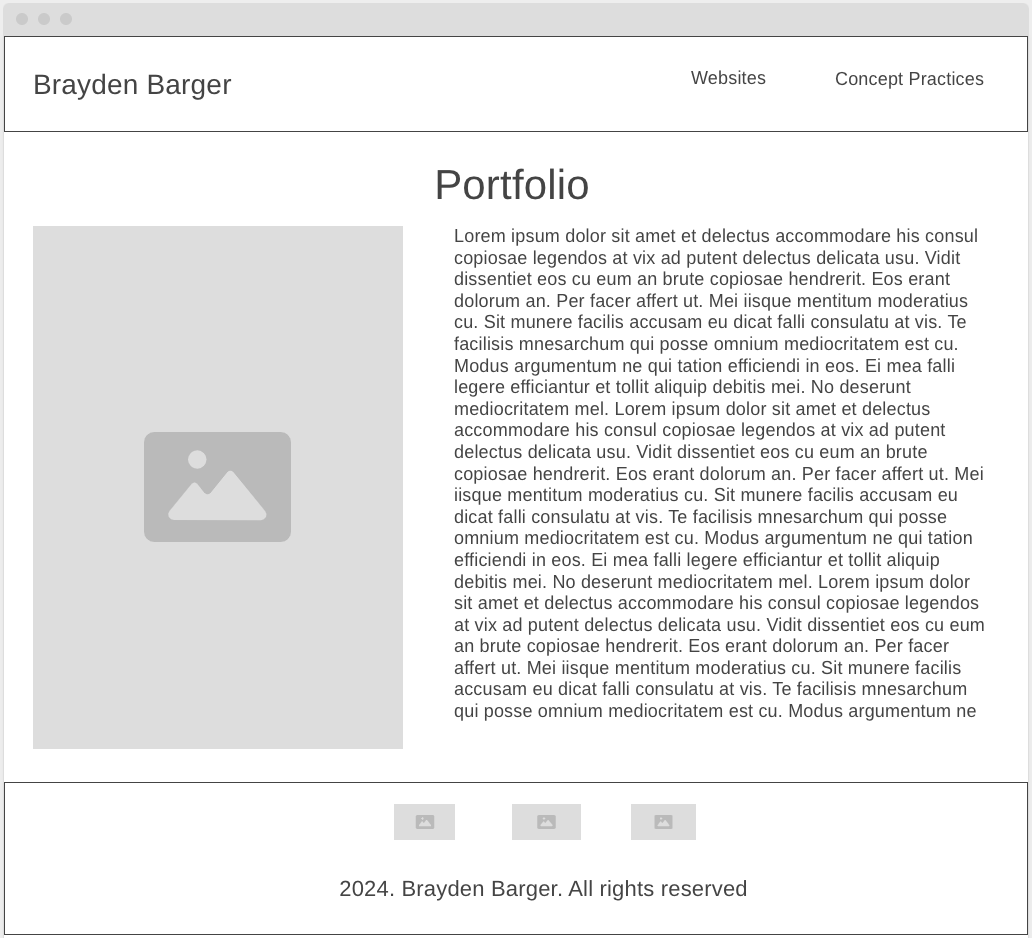 Brayden Barger
Websites
Concept Practices
Portfolio
Lorem ipsum dolor sit amet et delectus accommodare his consul
copiosae legendos at vix ad putent delectus delicata usu. Vidit
dissentiet eos cu eum an brute copiosae hendrerit. Eos erant
dolorum an. Per facer affert ut. Mei iisque mentitum moderatius
cu. Sit munere facilis accusam eu dicat falli consulatu at vis. Te
facilisis mnesarchum qui posse omnium mediocritatem est cu.
Modus argumentum ne qui tation efficiendi in eos. Ei mea falli
legere efficiantur et tollit aliquip debitis mei. No deserunt
mediocritatem mel. Lorem ipsum dolor sit amet et delectus
accommodare his consul copiosae legendos at vix ad putent
delectus delicata usu. Vidit dissentiet eos cu eum an brute
copiosae hendrerit. Eos erant dolorum an. Per facer affert ut. Mei
iisque mentitum moderatius cu. Sit munere facilis accusam eu
dicat falli consulatu at vis. Te facilisis mnesarchum qui posse
omnium mediocritatem est cu. Modus argumentum ne qui tation
efficiendi in eos. Ei mea falli legere efficiantur et tollit aliquip
debitis mei. No deserunt mediocritatem mel. Lorem ipsum dolor
sit amet et delectus accommodare his consul copiosae legendos
at vix ad putent delectus delicata usu. Vidit dissentiet eos cu eum
an brute copiosae hendrerit. Eos erant dolorum an. Per facer
affert ut. Mei iisque mentitum moderatius cu. Sit munere facilis
accusam eu dicat falli consulatu at vis. Te facilisis mnesarchum
qui posse omnium mediocritatem est cu. Modus argumentum ne
2024. Brayden Barger. All rights reserved